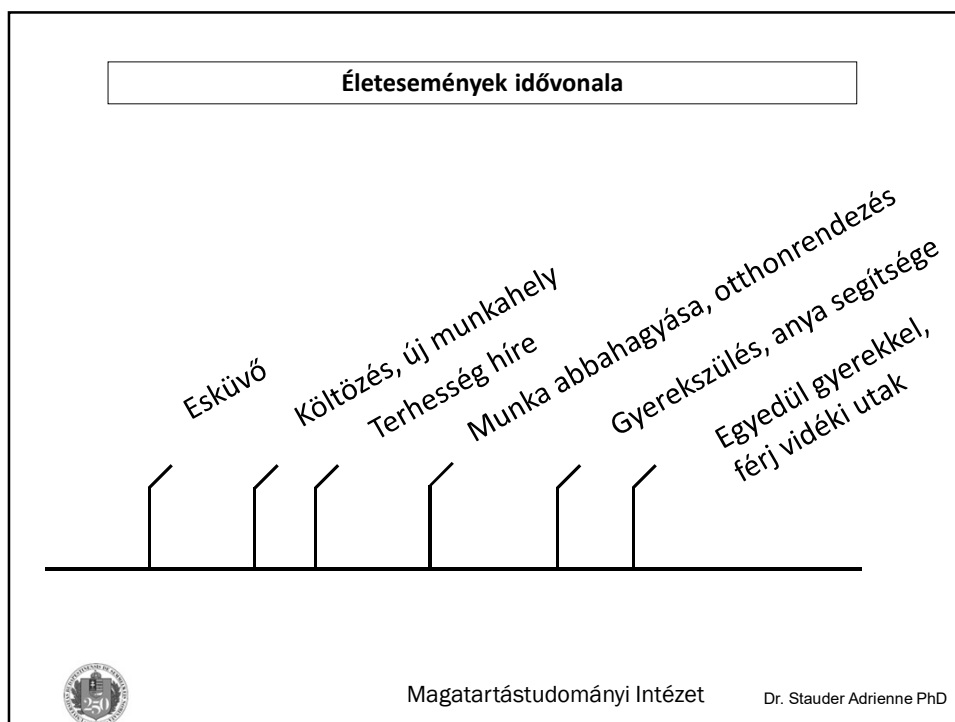 Életesemények idővonala
Esküvő
Költözés, új munkahely
Terhesség híre
Munka abbahagyása, otthonrendezés
Gyerekszülés, anya segítsége
Egyedül gyerekkel,
férj vidéki utak
250
Magatartástudományi Intézet
Dr. Stauder Adrienne PhD